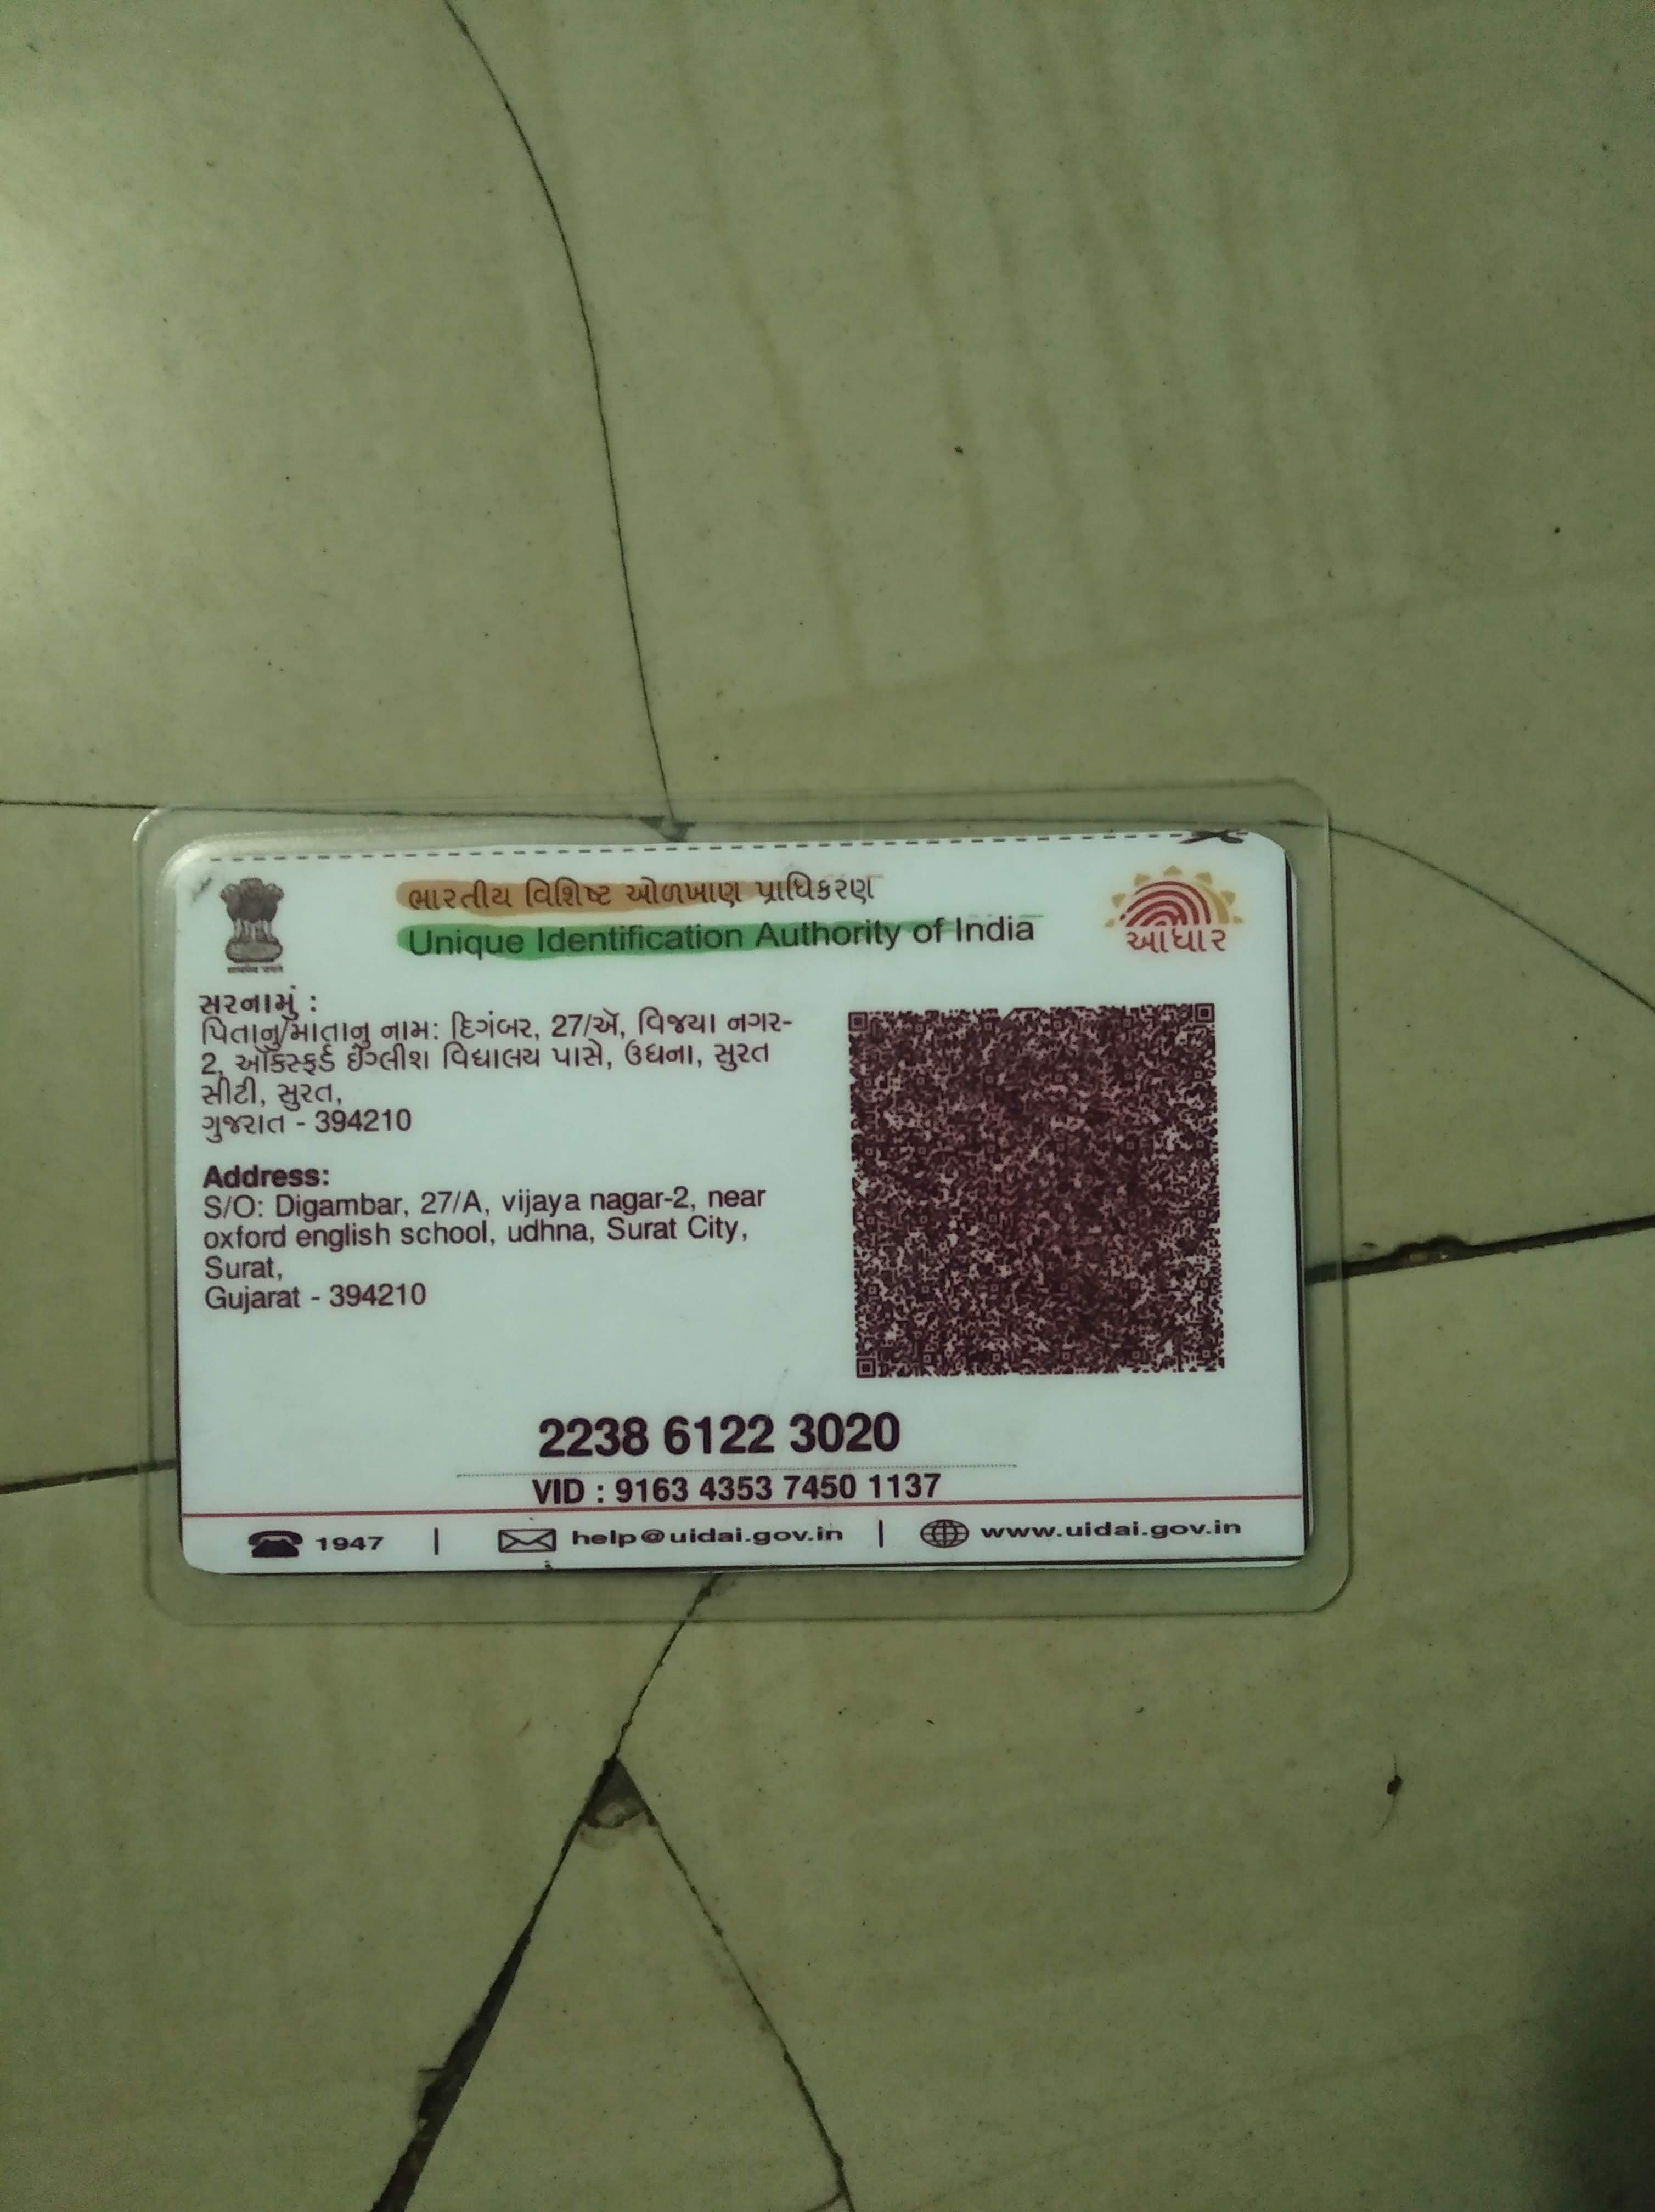 ભારતીય વિશિષ્ટ ઓળખાણ પ્રાધિકરણ
Unique Identification Authority of India
આધાર
સરનામું :
પિતાનુ/માતાનુ નામ: દિગંબર, 27/એ, વિજયા નગર-
2, ઓક્સ્ફર્ડ ઈંગ્લીશ વિદ્યાલય પાસે, ઉધના, સુરત
સીટી, સુરત,
ગુજરાત - 394210
Address:
S/O: Digambar, 27/A, vijaya nagar-2, near
oxford english school, udhna, Surat City,
Surat,
Gujarat - 394210
2238 6122 3020
VID : 9163 4353 7450 1137
1947 | help@uidai.gov.in | www.uidai.gov.in